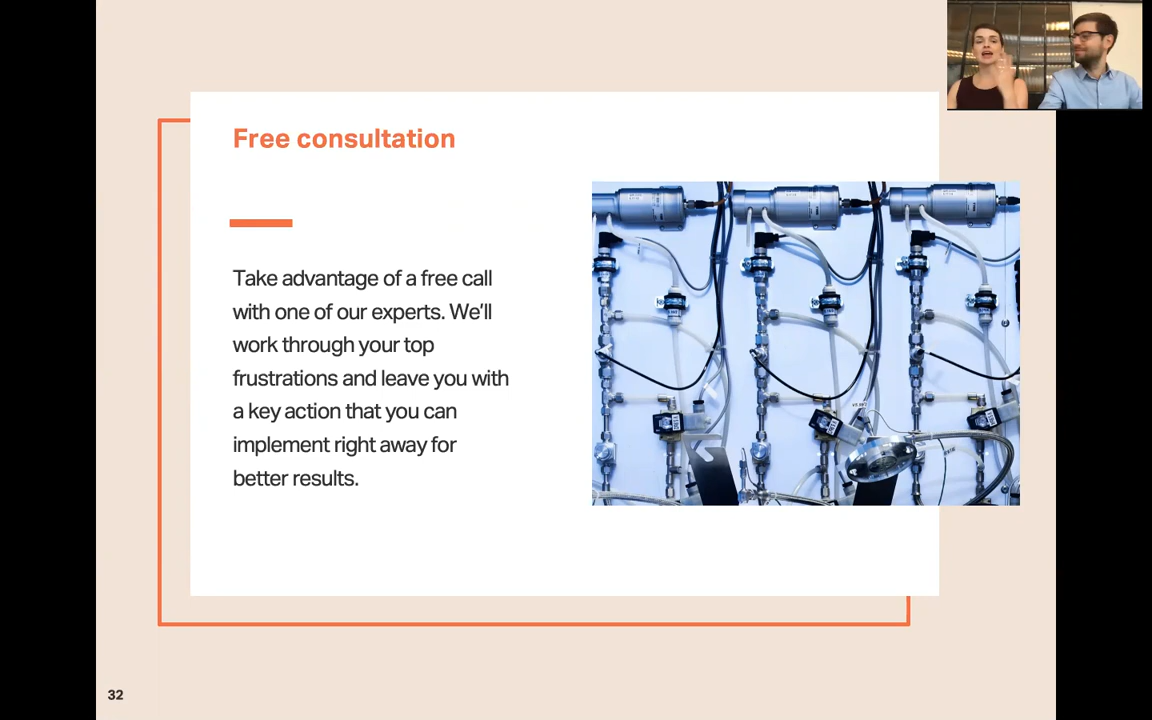 Free consultation
Take advantage of a free call
with one of our experts. We’ll
work through your top
frustrations and leave you with
a key action that you can
implement right away for
better results.
32